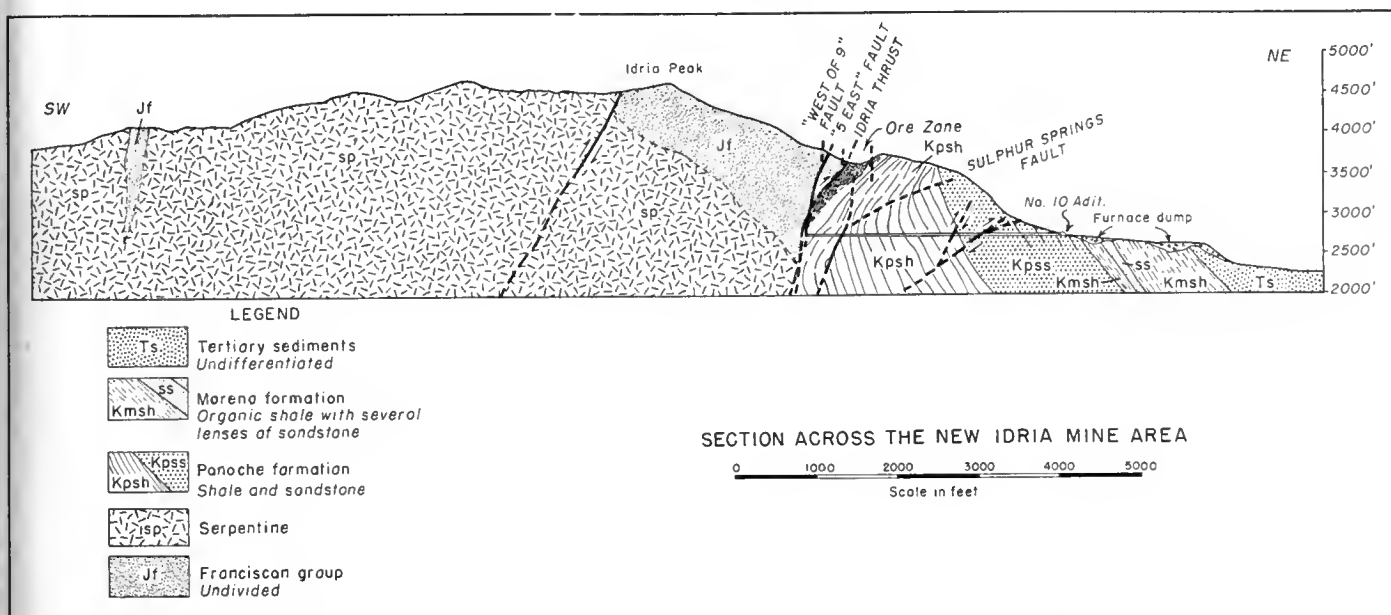 SW
Jf
sp
sp
Idria Peak
Jf
sp
"WEST OF 9"
FAULT
"5 EAST" FAULT
IDRIA THRUST
Ore Zone
Kpsh
SULPHUR SPRINGS
FAULT
No. 10 Adit.
Furnace dump
Kpsh
Kpss
Kmsh
ss
Kmsh
Ts
NE
5000'
4500'
4000'
3500'
3000'
2500'
2000'
LEGEND
Ts Tertiary sediments
Undifferentiated
ss
Kmsh
Moreno formation
Organic shale with several
lenses of sandstone
Kpss
Kpsh
Panoche formation
Shale and sandstone
sp Serpentine
Jf Franciscan group
Undivided
SECTION ACROSS THE NEW IDRIA MINE AREA
0 1000 2000 3000 4000 5000
Scale in feet